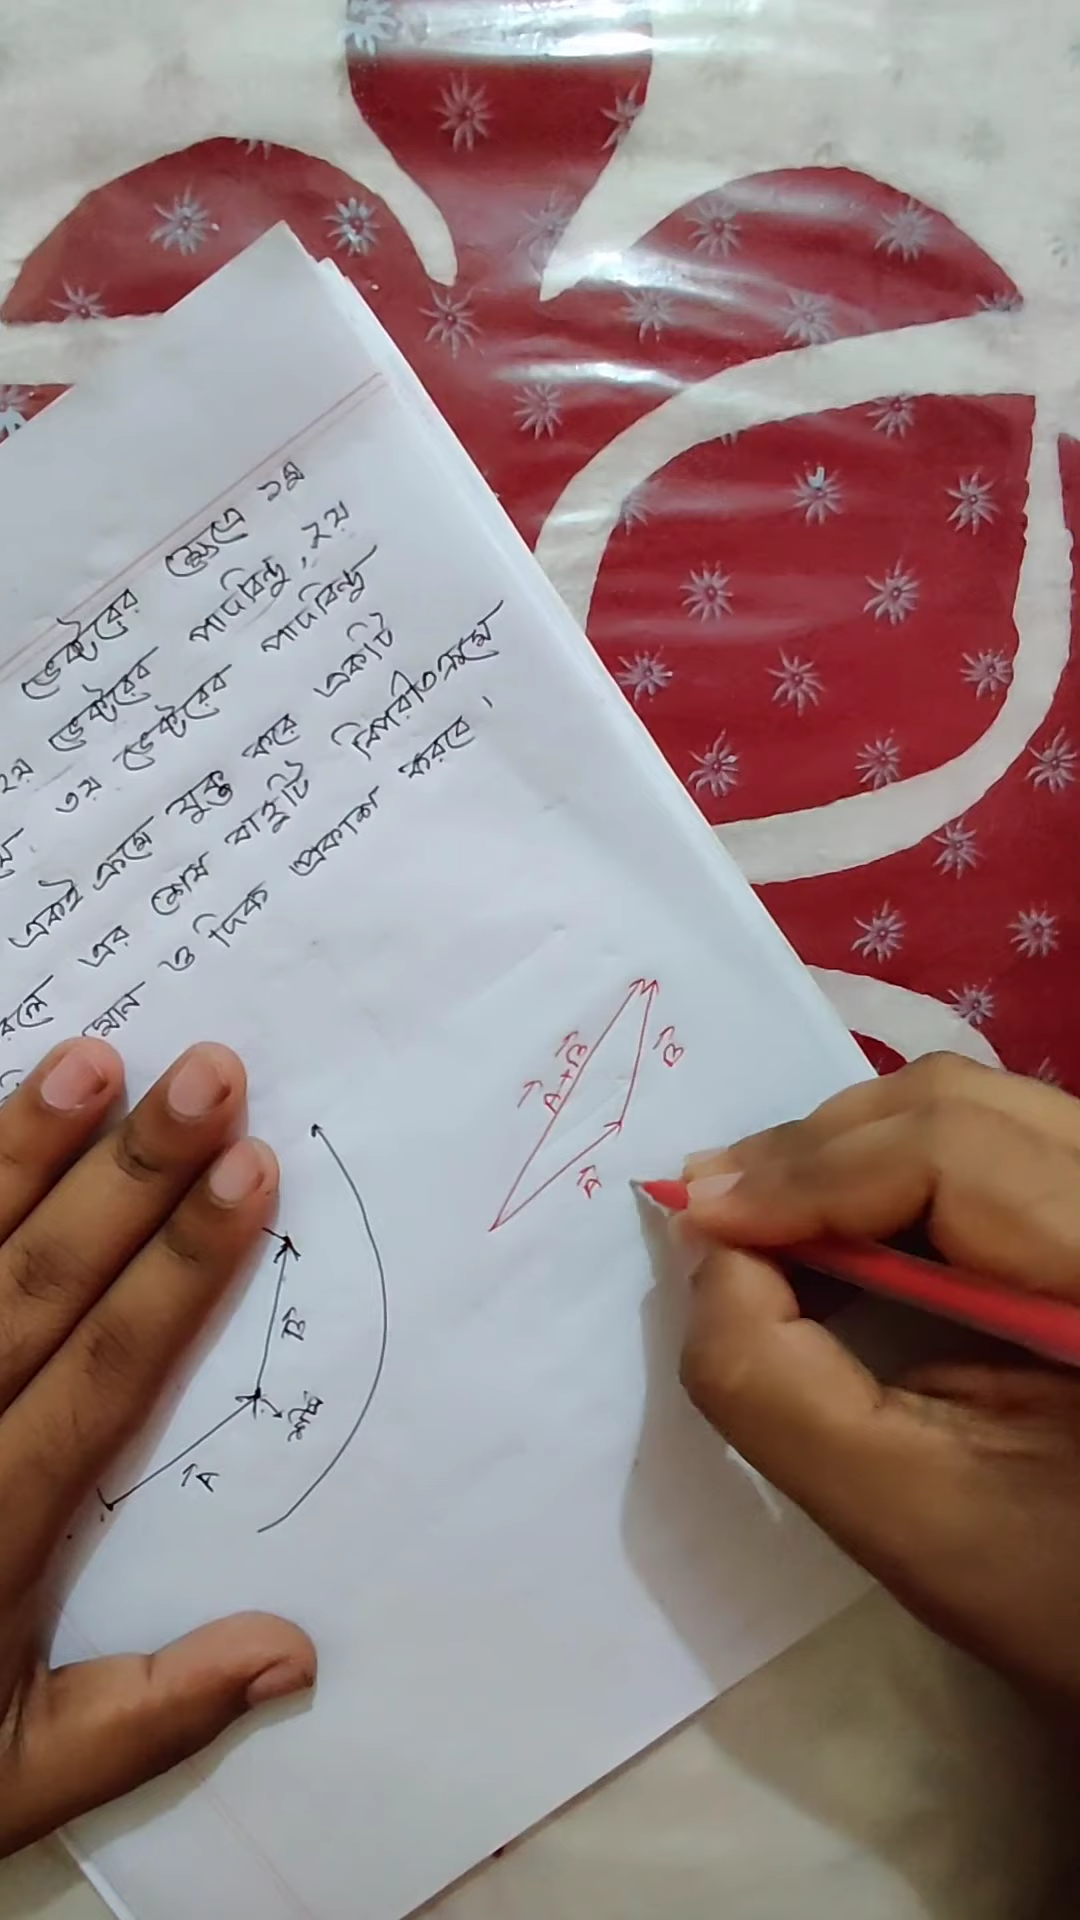 ভেক্টরের ক্ষেত্রে ১ম
২য় ভেক্টরের পাদবিন্দু, ২য়
৩য় ভেক্টরের পাদবিন্দু
একই ক্রমে যুক্ত করে একটি
এর শেষ বাহুটি বিপরীতক্রমে
মান ও দিক প্রকাশ করবে।
A⃗+B⃗
B⃗
A⃗
B⃗
শীর্ষ
A⃗